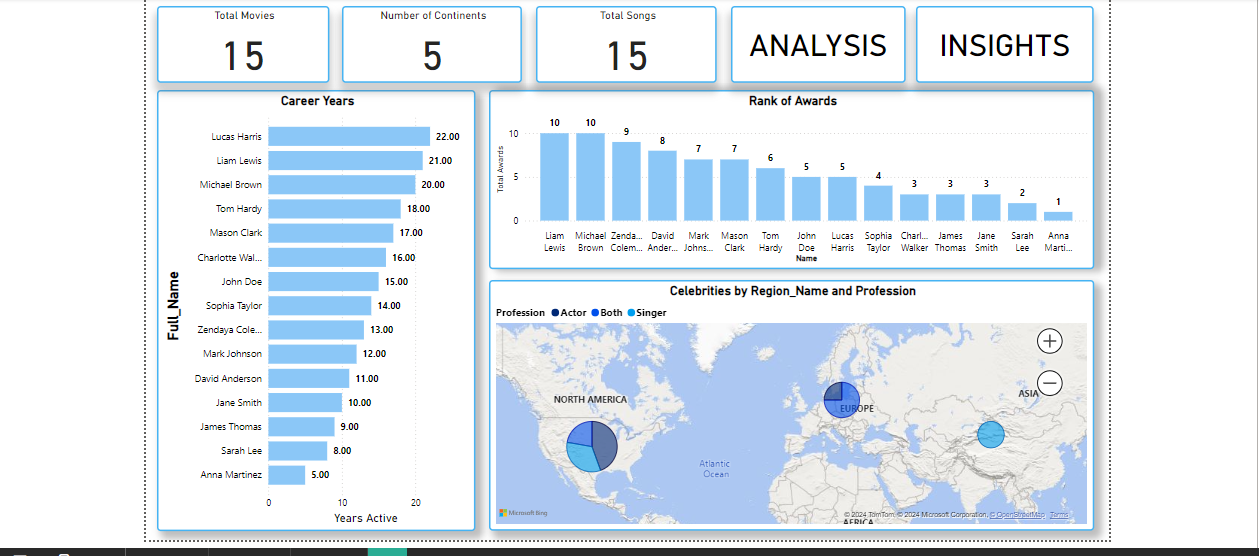 Total Movies
15
Number of Continents
5
Total Songs
15
ANALYSIS
INSIGHTS
Career Years
Full_Name
Lucas Harris 22.00
Liam Lewis 21.00
Michael Brown 20.00
Tom Hardy 18.00
Mason Clark 17.00
Charlotte Wal... 16.00
John Doe 15.00
Sophia Taylor 14.00
Zendaya Cole... 13.00
Mark Johnson 12.00
David Anderson 11.00
Jane Smith 10.00
James Thomas 9.00
Sarah Lee 8.00
Anna Martinez 5.00
0 10 20
Years Active
Rank of Awards
Total Awards
10
5
0
10 10 9 8 7 7 6 5 5 4 3 3 3 2 1
Liam Michael Zenda... David Mark Mason Tom John Lucas Sophia Charl... James Jane Sarah Anna
Lewis Brown Colem... Ander... Johns... Clark Hardy Doe Harris Taylor Walker Thomas Smith Lee Marti...
Name
Celebrities by Region_Name and Profession
Profession Actor Both Singer
NORTH AMERICA
EUROPE
ASIA
Atlantic
Ocean
AFRICA
Microsoft Bing
© 2024 TomTom, © 2024 Microsoft Corporation, © OpenStreetMap Terms